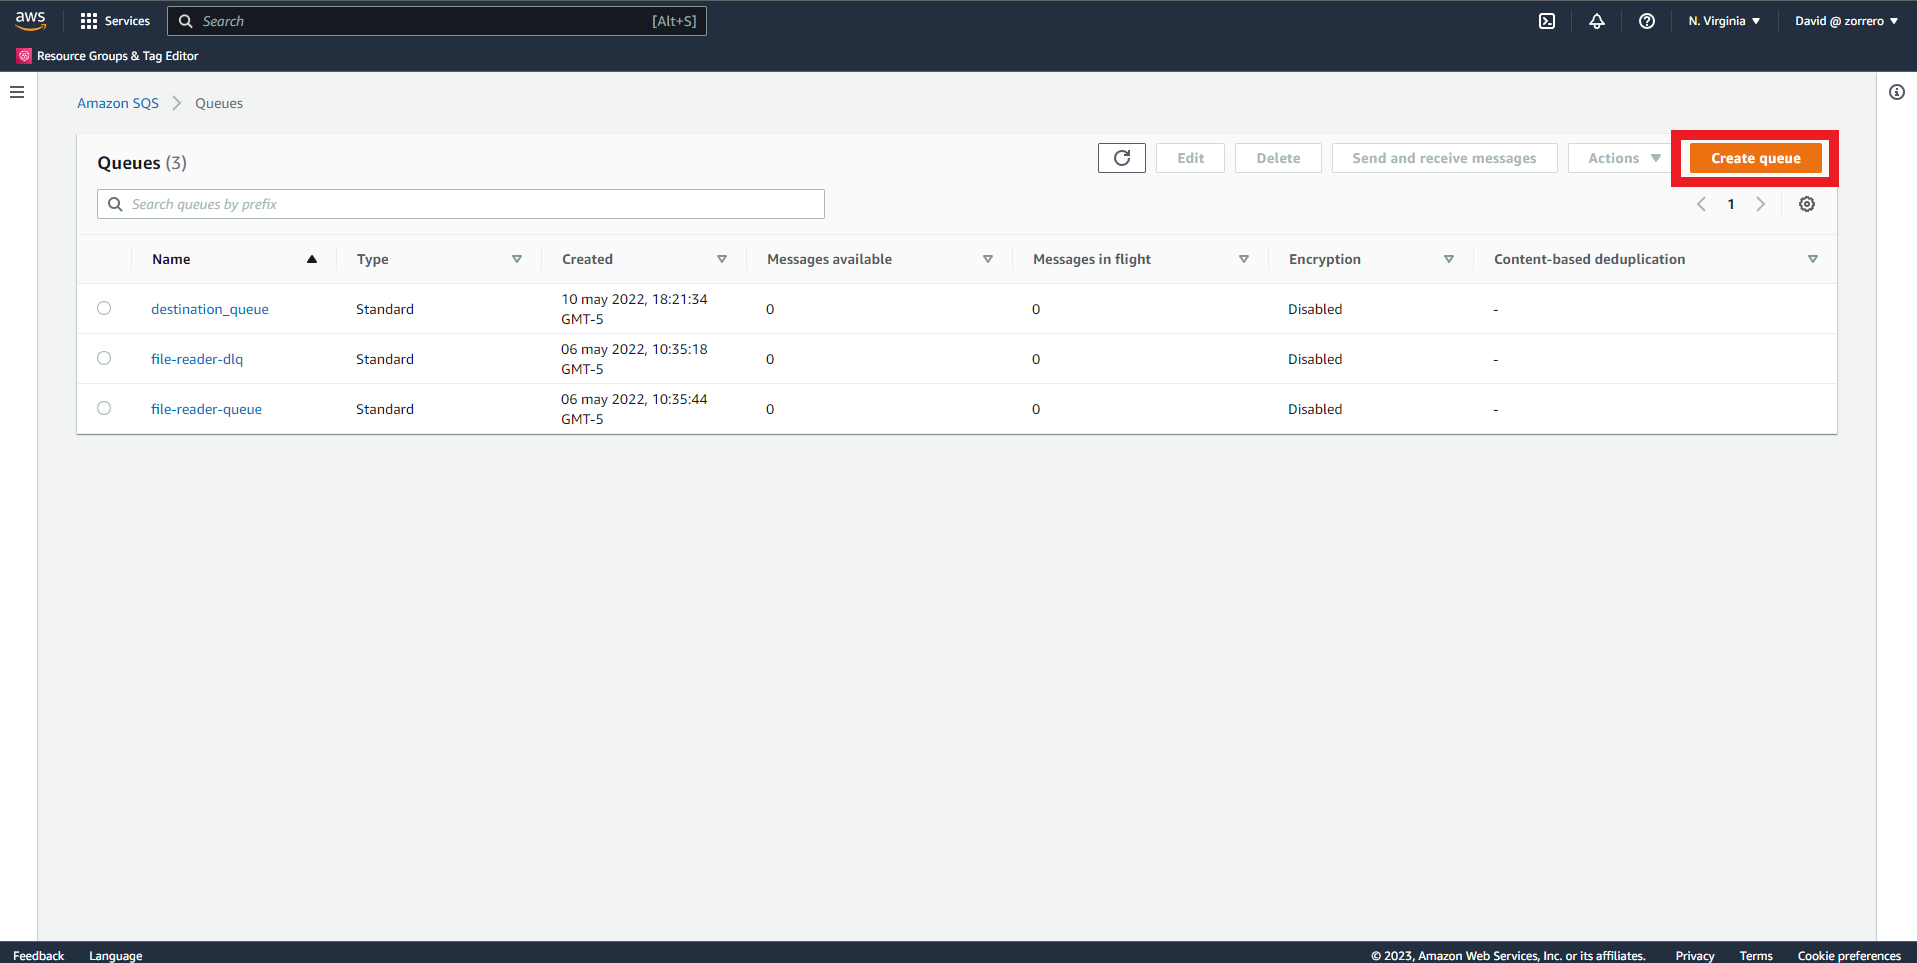 aws Services Search [Alt+S] N. Virginia David @ zorrero
Resource Groups & Tag Editor
Amazon SQS Queues
Queues (3) Edit Delete Send and receive messages Actions Create queue
Search queues by prefix 1
Name Type Created Messages available Messages in flight Encryption Content-based deduplication
destination_queue Standard 10 may 2022, 18:21:34 GMT-5 0 0 Disabled -
file-reader-dlq Standard 06 may 2022, 10:35:18 GMT-5 0 0 Disabled -
file-reader-queue Standard 06 may 2022, 10:35:44 GMT-5 0 0 Disabled -
Feedback Language © 2023, Amazon Web Services, Inc. or its affiliates. Privacy Terms Cookie preferences